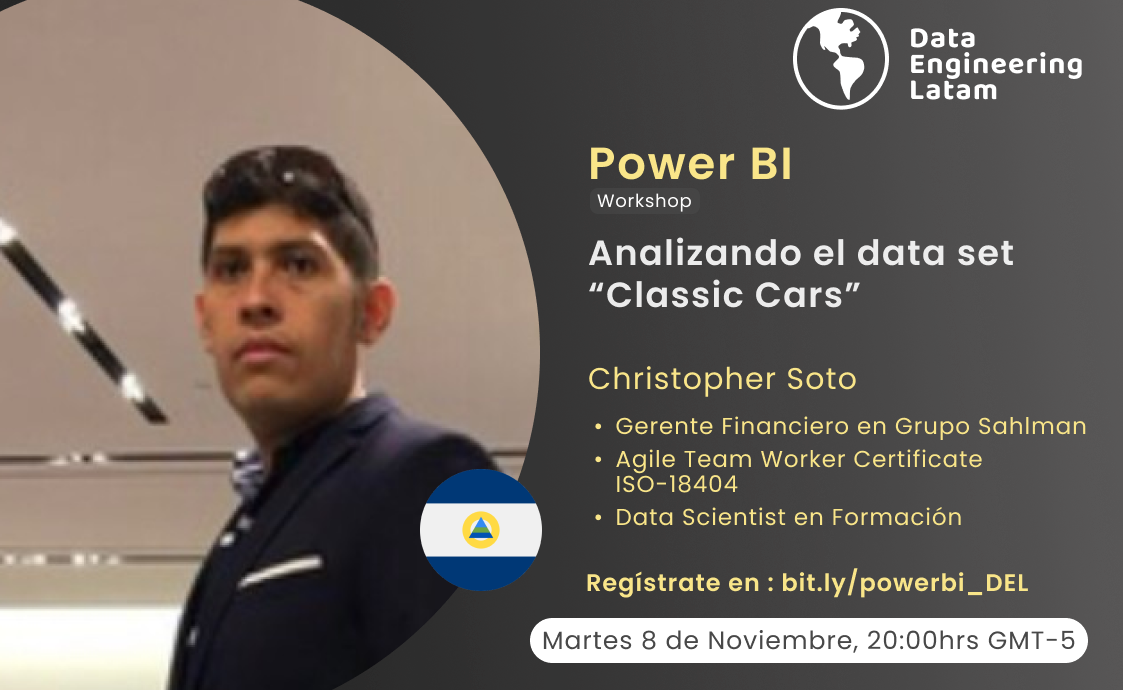 Data
Engineering
Latam
Power BI
Workshop
Analizando el data set
“Classic Cars”
Christopher Soto
• Gerente Financiero en Grupo Sahlman
• Agile Team Worker Certificate
ISO-18404
• Data Scientist en Formación
Regístrate en : bit.ly/powerbi_DEL
Martes 8 de Noviembre, 20:00hrs GMT-5